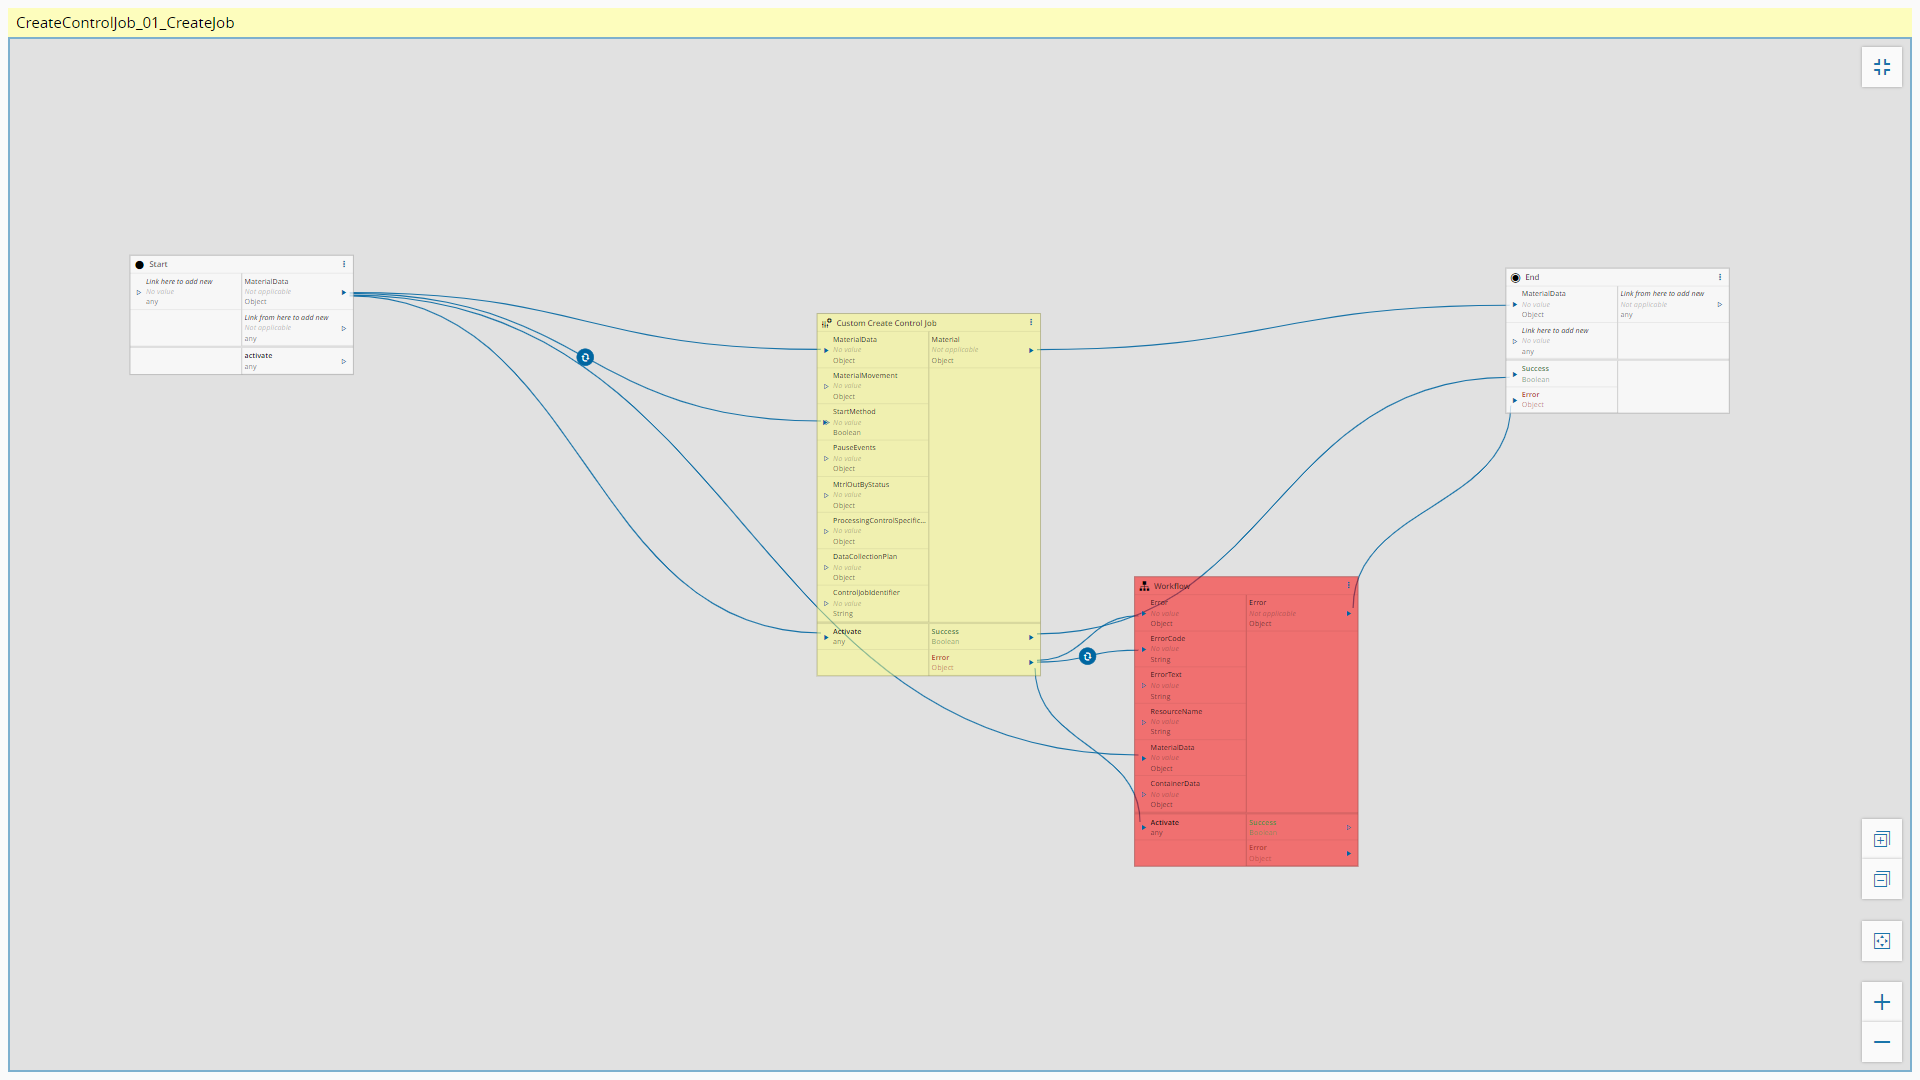 CreateControlJob_01_CreateJob
Start
Link here to add new
No value
any
MaterialData
Not applicable
Object
Link from here to add new
Not applicable
any
activate
any
Custom Create Control Job
MaterialData
No value
Object
MaterialMovement
No value
Object
StartMethod
No value
Boolean
PauseEvents
No value
Object
MtrlOutByStatus
No value
Object
ProcessingControlSpecific...
No value
Object
DataCollectionPlan
No value
Object
ControlJobIdentifier
No value
String
Activate
any
Material
Not applicable
Object
Success
Boolean
Error
Object
Workflow
Error
No value
Object
ErrorCode
No value
String
ErrorText
No value
String
ResourceName
No value
String
MaterialData
No value
Object
ContainerData
No value
Object
Activate
any
Error
Not applicable
Object
Success
Boolean
Error
Object
End
MaterialData
No value
Object
Link here to add new
No value
any
Success
Boolean
Error
Object
Link from here to add new
Not applicable
any